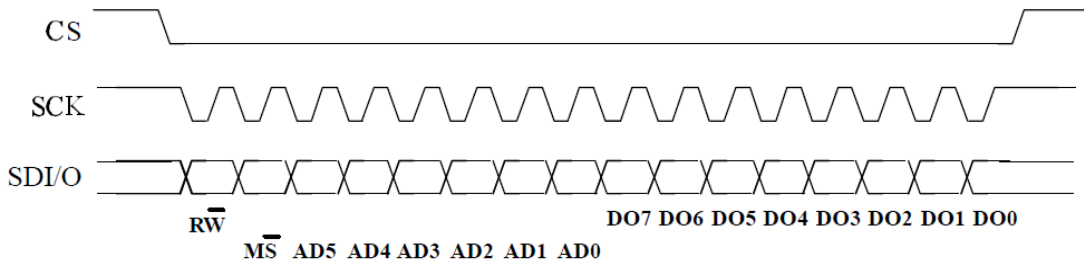 CS
SCK
SDI/O
RW̅ DO7 DO6 DO5 DO4 DO3 DO2 DO1 DO0
MS̅ AD5 AD4 AD3 AD2 AD1 AD0